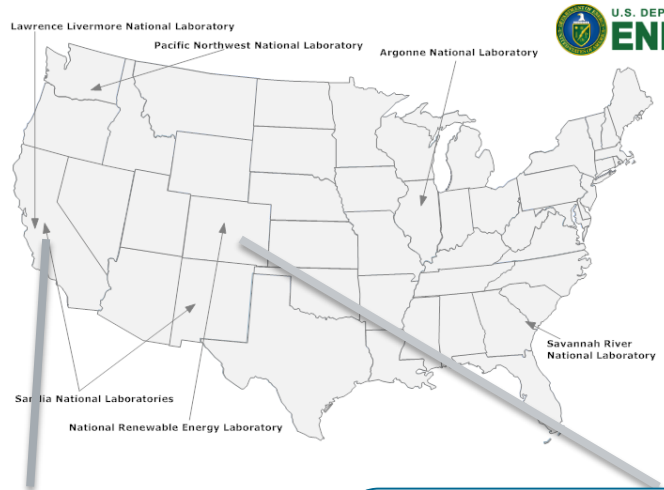 U.S. DEP
Lawrence Livermore National Laboratory
Pacific Northwest National Laboratory
Argonne National Laboratory
Savannah River
National Laboratory
Sandia National Laboratories
National Renewable Energy Laboratory